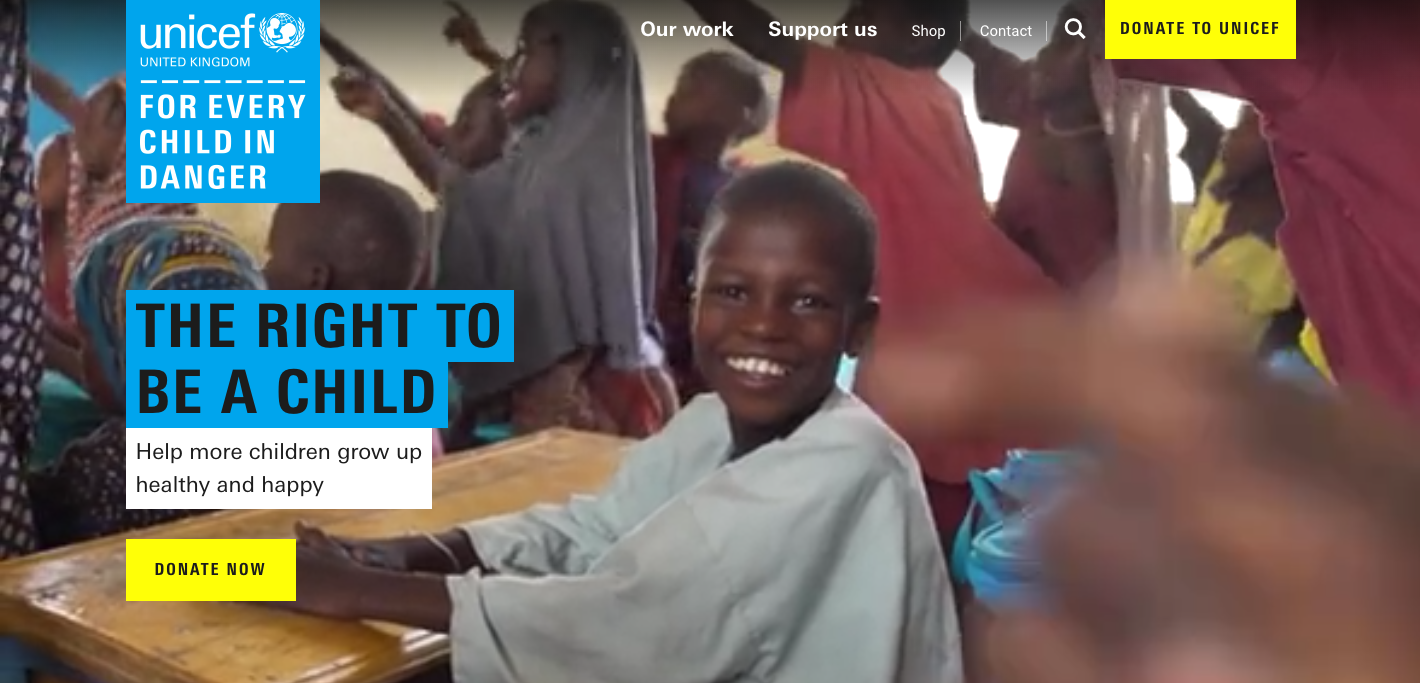 unicef
UNITED KINGDOM
FOR EVERY
CHILD IN
DANGER
Our work
Support us
Shop
Contact
DONATE TO UNICEF
THE RIGHT TO
BE A CHILD
Help more children grow up
healthy and happy
DONATE NOW